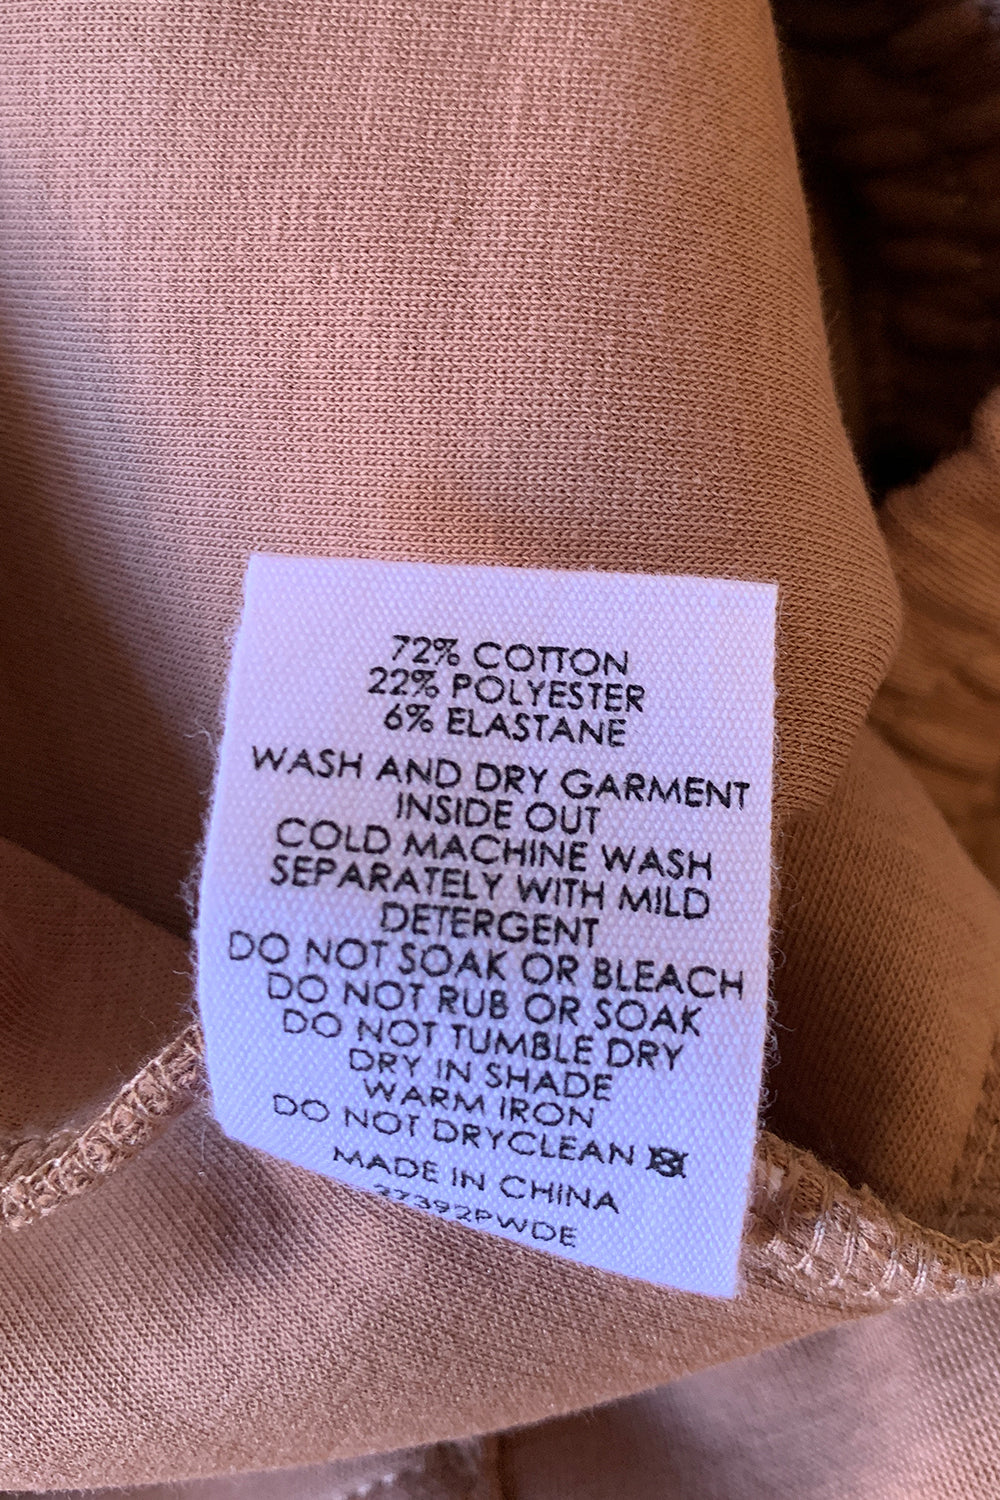 72% COTTON
22% POLYESTER
6% ELASTANE
WASH AND DRY GARMENT
INSIDE OUT
COLD MACHINE WASH
SEPARATELY WITH MILD
DETERGENT
DO NOT SOAK OR BLEACH
DO NOT RUB OR SOAK
DO NOT TUMBLE DRY
DRY IN SHADE
WARM IRON
DO NOT DRYCLEAN
MADE IN CHINA
27392PWDE